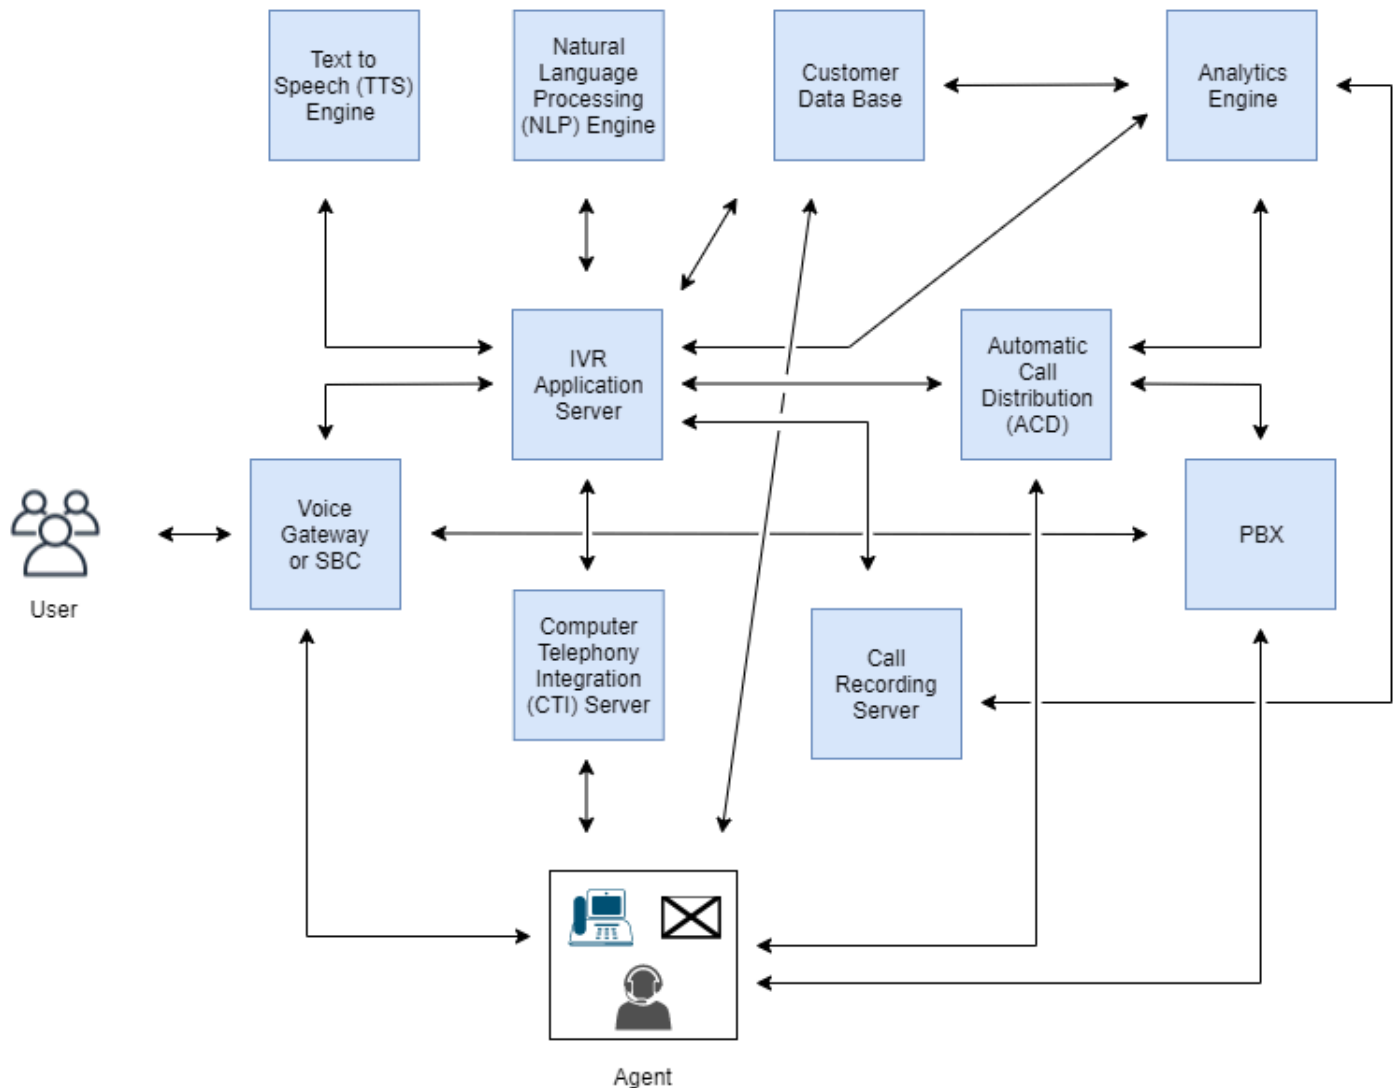 Text to
Speech (TTS)
Engine
Natural
Language
Processing
(NLP) Engine
Customer
Data Base
Analytics
Engine
IVR
Application
Server
Automatic
Call
Distribution
(ACD)
Voice
Gateway
or SBC
PBX
User
Computer
Telephony
Integration
(CTI) Server
Call
Recording
Server
Agent